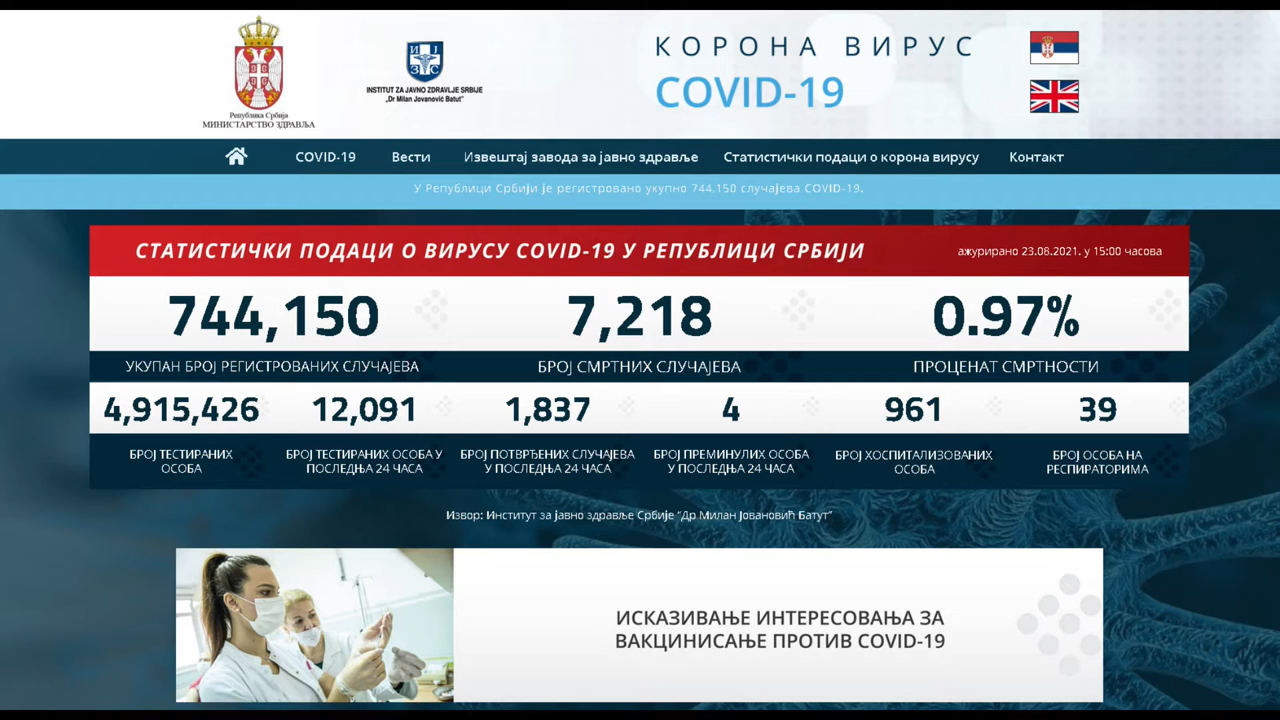 КОРОНА ВИРУС
COVID-19
Република Србија
МИНИСТАРСТВО ЗДРАВЉА
ИЈ
ЗС
INSTITUT ZA JAVNO ZDRAVLJE SRBIJE
„Dr Milan Jovanović Batut”
COVID-19 Вести Извештај завода за јавно здравље Статистички подаци о корона вирусу Контакт
У Републици Србији је регистровано укупно 744,150 случајева COVID-19.
СТАТИСТИЧКИ ПОДАЦИ О ВИРУСУ COVID-19 У РЕПУБЛИЦИ СРБИЈИ ажурирано 23.08.2021. у 15:00 часова
744,150 7,218 0.97%
УКУПАН БРОЈ РЕГИСТРОВАНИХ СЛУЧАЈЕВА БРОЈ СМРТНИХ СЛУЧАЈЕВА ПРОЦЕНАТ СМРТНОСТИ
4,915,426 12,091 1,837 4 961 39
БРОЈ ТЕСТИРАНИХ БРОЈ ТЕСТИРАНИХ ОСОБА У БРОЈ ПОТВРЂЕНИХ СЛУЧАЈЕВА БРОЈ ПРЕМИНУЛИХ ОСОБА БРОЈ ХОСПИТАЛИЗОВАНИХ БРОЈ ОСОБА НА
ОСОБА ПОСЛЕДЊА 24 ЧАСА У ПОСЛЕДЊА 24 ЧАСА У ПОСЛЕДЊА 24 ЧАСА ОСОБА РЕСПИРАТОРИМА
Извор: Институт за јавно здравље Србије “Др Милан Јовановић Батут”
ИСКАЗИВАЊЕ ИНТЕРЕСОВАЊА ЗА
ВАКЦИНИСАЊЕ ПРОТИВ COVID-19